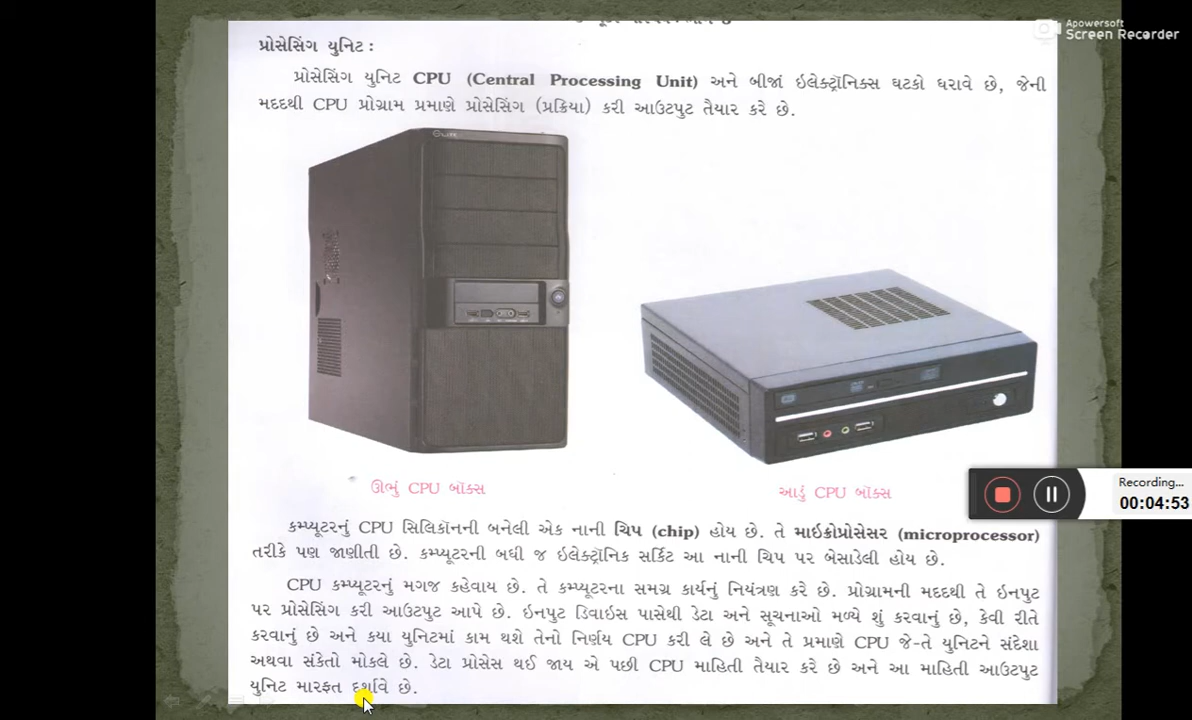 Apowersoft
Screen Recorder
પ્રોસેસિંગ યુનિટ :
પ્રોસેસિંગ યુનિટ CPU (Central Processing Unit) અને બીજાં ઇલેક્ટ્રૉનિક્સ ઘટકો ધરાવે છે, જેની
મદદથી CPU પ્રોગ્રામ પ્રમાણે પ્રોસેસિંગ (પ્રક્રિયા) કરી આઉટપુટ તૈયાર કરે છે.
ઊભું CPU બૉક્સ
આડું CPU બૉક્સ
Recording...
00:04:53
કમ્પ્યૂટરનું CPU સિલિકૉનની બનેલી એક નાની ચિપ (chip) હોય છે. તે માઇક્રોપ્રોસેસર (microprocessor)
તરીકે પણ જાણીતી છે. કમ્પ્યૂટરની બધી જ ઇલેક્ટ્રૉનિક સર્કિટ આ નાની ચિપ પર બેસાડેલી હોય છે.
CPU કમ્પ્યૂટરનું મગજ કહેવાય છે. તે કમ્પ્યૂટરના સમગ્ર કાર્યનું નિયંત્રણ કરે છે. પ્રોગ્રામની મદદથી તે ઇનપુટ
પર પ્રોસેસિંગ કરી આઉટપુટ આપે છે. ઇનપુટ ડિવાઇસ પાસેથી ડેટા અને સૂચનાઓ મળ્યે શું કરવાનું છે, કેવી રીતે
કરવાનું છે અને કયા યુનિટમાં કામ થશે તેનો નિર્ણય CPU કરી લે છે અને તે પ્રમાણે CPU જે-તે યુનિટને સંદેશા
અથવા સંકેતો મોકલે છે. ડેટા પ્રોસેસ થઈ જાય એ પછી CPU માહિતી તૈયાર કરે છે અને આ માહિતી આઉટપુટ
યુનિટ મારફત દર્શાવે છે.